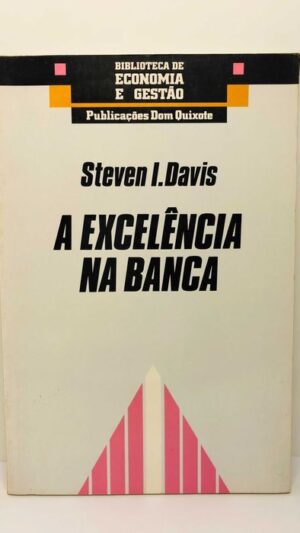 BIBLIOTECA DE
ECONOMIA
E GESTÃO
Publicações Dom Quixote
Steven I. Davis
A EXCELÊNCIA
NA BANCA